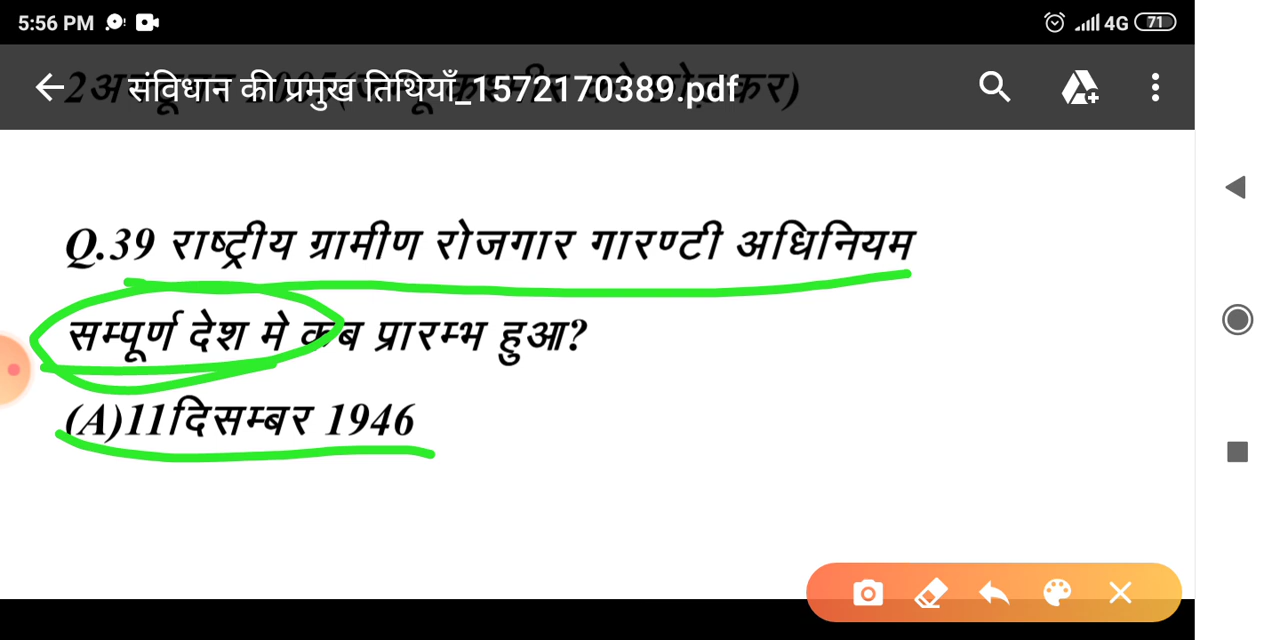 5:56 PM 4G 71
संविधान की प्रमुख तिथियाँ_1572170389.pdf
Q.39 राष्ट्रीय ग्रामीण रोजगार गारण्टी अधिनियम
सम्पूर्ण देश मे कब प्रारम्भ हुआ?
(A)11दिसम्बर 1946